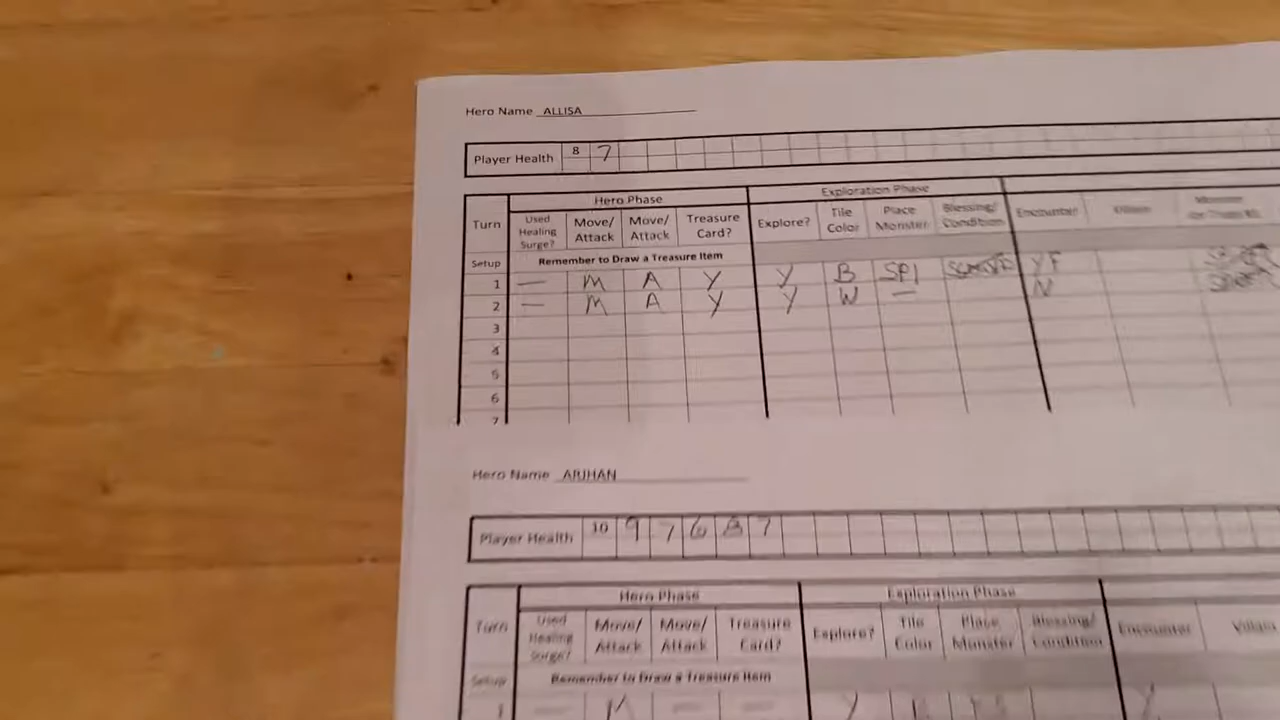 Hero Name ALLISA
Player Health 8 7
Hero Phase Exploration Phase
Turn Used Healing Surge? Move/Attack Move/Attack Treasure Card? Explore? Tile Color Place Monster Blessing/Condition Encounter Villain Monster
Setup Remember to Draw a Treasure Item
1 — M A Y Y B SPI
2 — M A Y Y W — N
3
4
5
6
7
Hero Name ARJHAN
Player Health 10 9 7 6 8 7
Hero Phase Exploration Phase
Turn Used Healing Surge? Move/Attack Move/Attack Treasure Card? Explore? Tile Color Place Monster Blessing/Condition Encounter Villain
Setup Remember to Draw a Treasure Item
1 — M — — Y